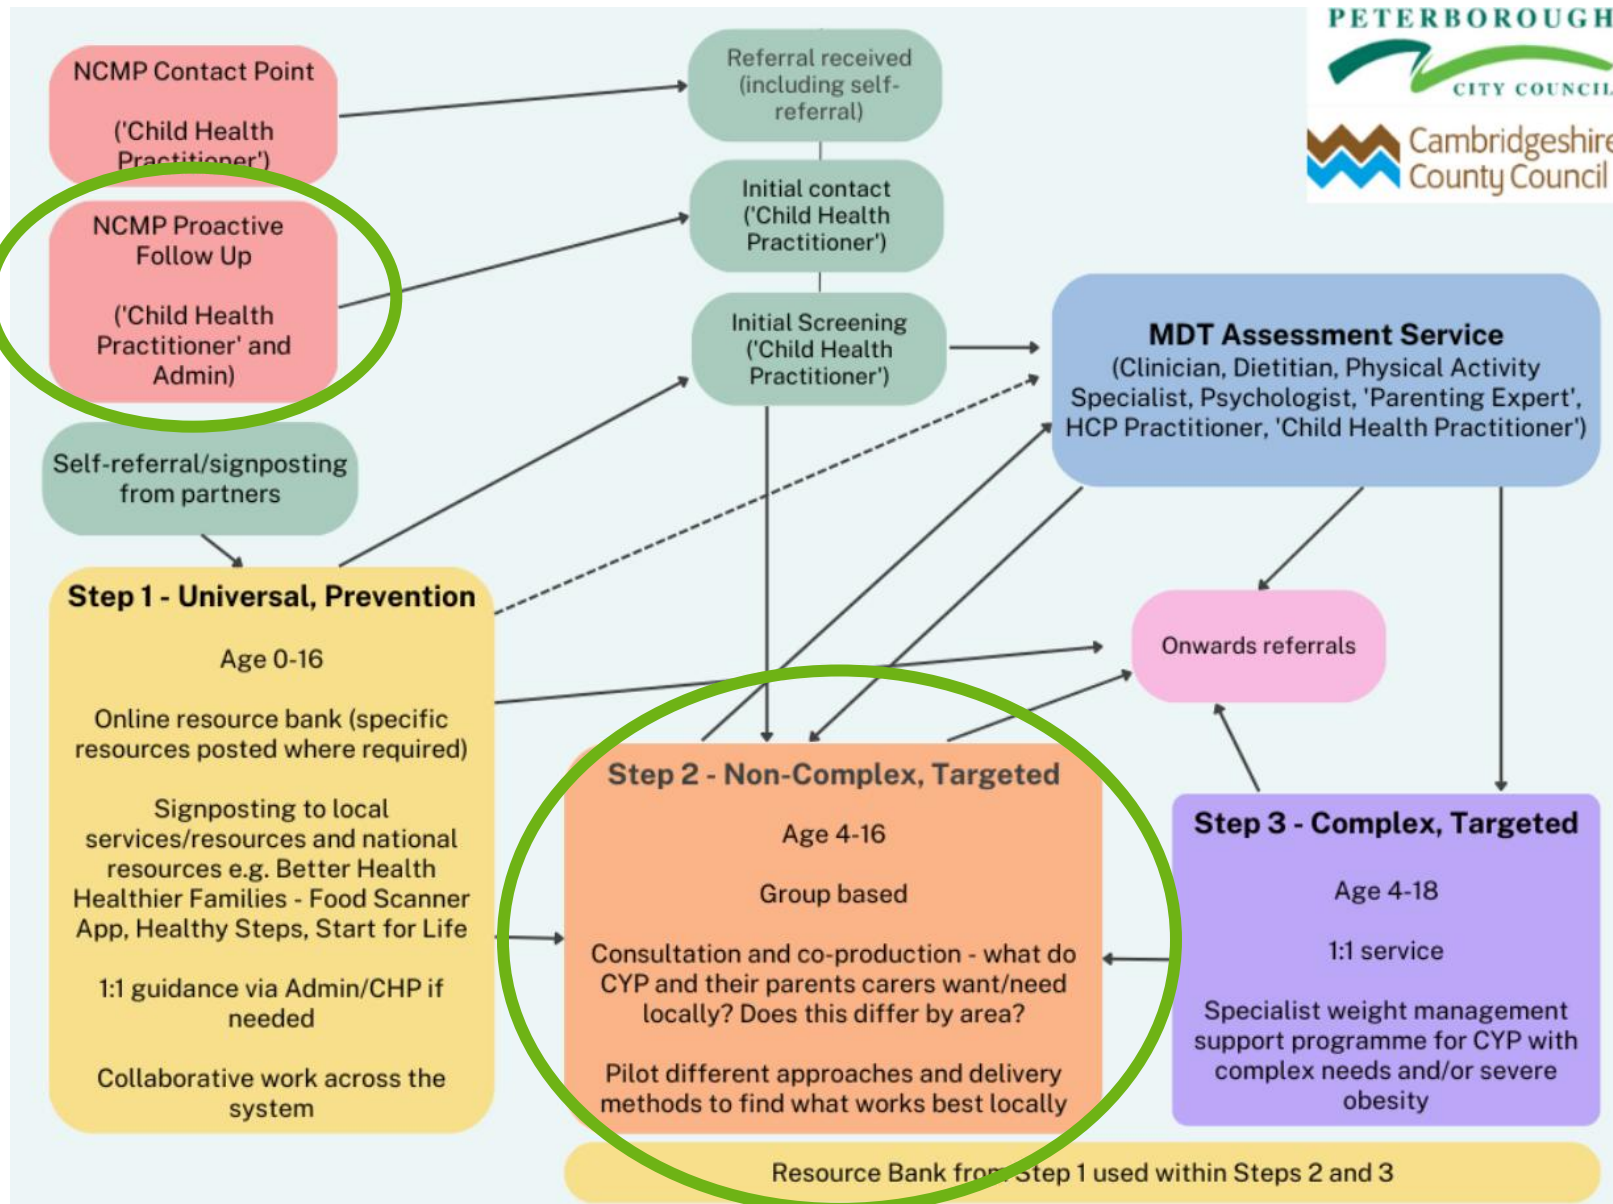 PETERBOROUGH
CITY COUNCIL
Cambridgeshire
County Council
NCMP Contact Point
('Child Health
Practitioner')
NCMP Proactive
Follow Up
('Child Health
Practitioner' and
Admin)
Self-referral/signposting
from partners
Referral received
(including self-
referral)
Initial contact
('Child Health
Practitioner')
Initial Screening
('Child Health
Practitioner')
MDT Assessment Service
(Clinician, Dietitian, Physical Activity
Specialist, Psychologist, 'Parenting Expert',
HCP Practitioner, 'Child Health Practitioner')
Onwards referrals
Step 1 - Universal, Prevention
Age 0-16
Online resource bank (specific
resources posted where required)
Signposting to local
services/resources and national
resources e.g. Better Health
Healthier Families - Food Scanner
App, Healthy Steps, Start for Life
1:1 guidance via Admin/CHP if
needed
Collaborative work across the
system
Step 2 - Non-Complex, Targeted
Age 4-16
Group based
Consultation and co-production - what do
CYP and their parents carers want/need
locally? Does this differ by area?
Pilot different approaches and delivery
methods to find what works best locally
Step 3 - Complex, Targeted
Age 4-18
1:1 service
Specialist weight management
support programme for CYP with
complex needs and/or severe
obesity
Resource Bank from Step 1 used within Steps 2 and 3